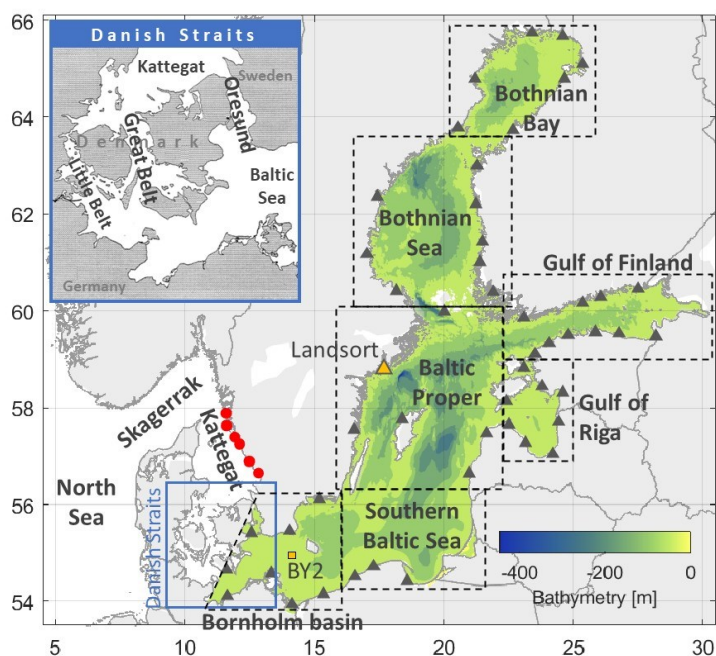 66
64
62
60
58
56
54
5
10
15
20
25
30
Danish Straits
Kattegat
Oresund
Sweden
Denmark
Great Belt
Little Belt
Baltic
Sea
Germany
Bothnian
Bay
Bothnian
Sea
Gulf of Finland
Landsort
Baltic
Proper
Gulf of
Riga
Skagerrak
Kattegat
North
Sea
Danish Straits
Southern
Baltic Sea
BY2
Bornholm basin
-400
-200
0
Bathymetry [m]